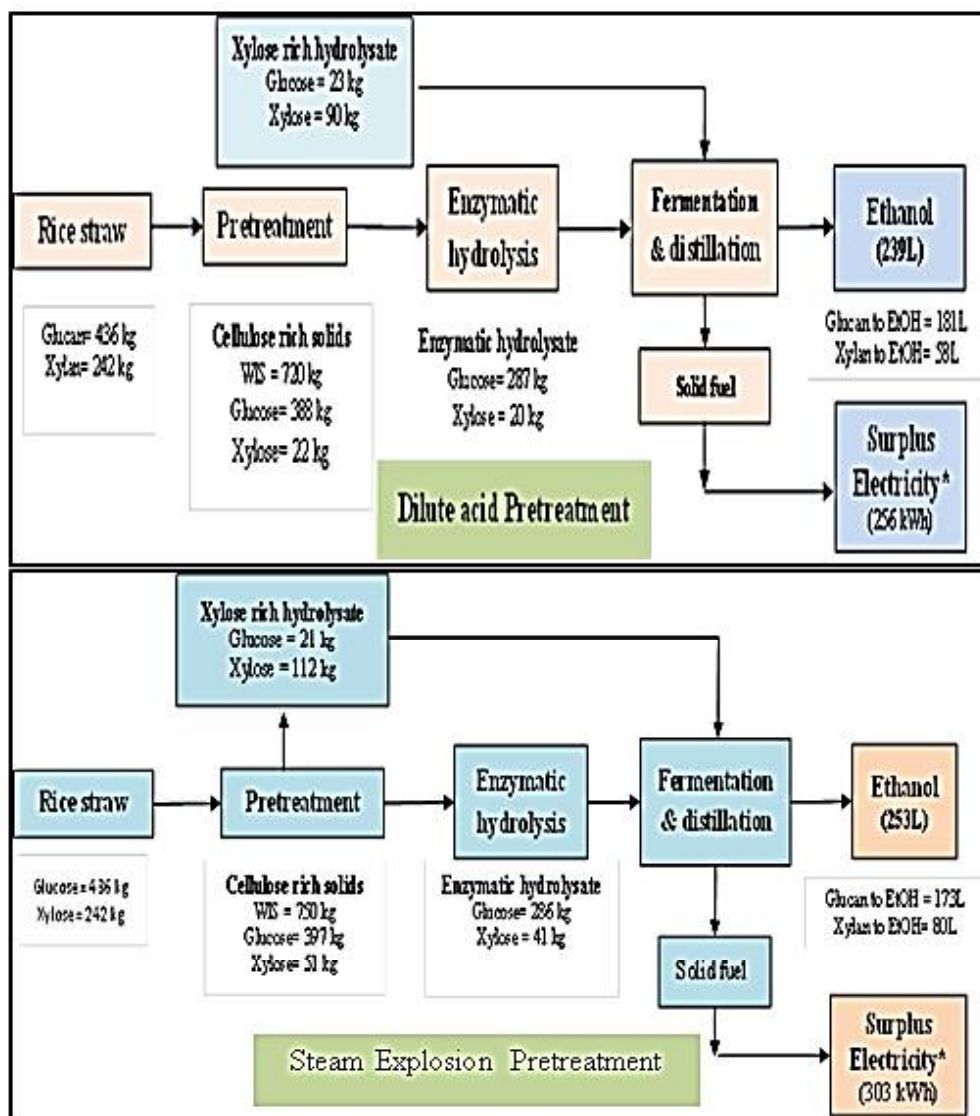 Xylose rich hydrolysate
Glucose = 23 kg
Xylose = 90 kg
Rice straw
Pretreatment
Enzymatic
hydrolysis
Fermentation
& distillation
Ethanol
(239L)
Glucan= 436 kg
Xylan= 242 kg
Cellulose rich solids
WIS = 720 kg
Glucose= 388 kg
Xylose= 22 kg
Enzymatic hydrolysate
Glucose= 287 kg
Xylose = 20 kg
Glucan to EtOH = 181L
Xylan to EtOH= 58L
Solid fuel
Surplus
Electricity*
(256 kWh)
Dilute acid Pretreatment
Xylose rich hydrolysate
Glucose = 21 kg
Xylose = 112 kg
Rice straw
Pretreatment
Enzymatic
hydrolysis
Fermentation
& distillation
Ethanol
(253L)
Glucose = 436 kg
Xylose = 242 kg
Cellulose rich solids
WIS = 750 kg
Glucose= 397 kg
Xylose= 51 kg
Enzymatic hydrolysate
Glucose= 286 kg
Xylose = 41 kg
Glucan to EtOH = 173L
Xylan to EtOH= 80L
Solid fuel
Surplus
Electricity*
(303 kWh)
Steam Explosion Pretreatment